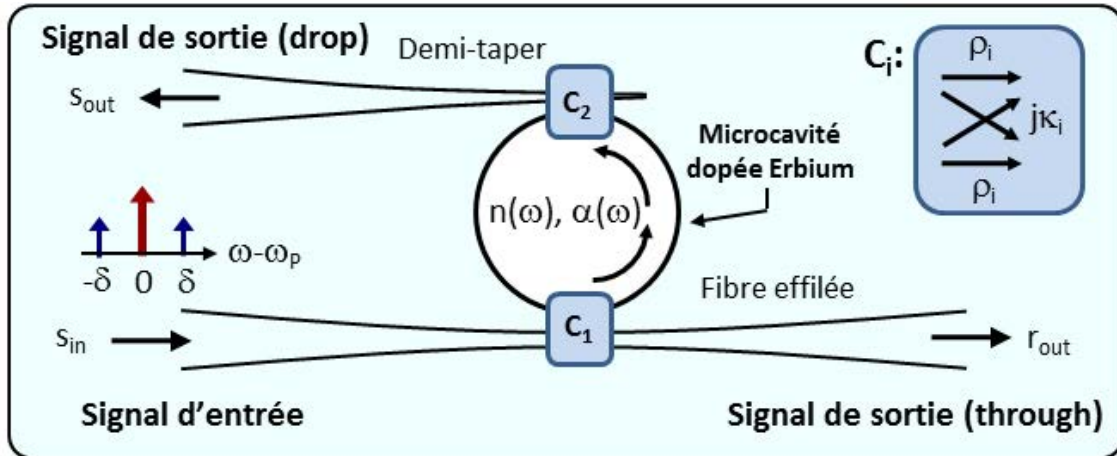 Signal de sortie (drop)
Demi-taper
Cᵢ:
ρᵢ
jκᵢ
ρᵢ
sₒᵤₜ
C₂
Microcavité
dopée Erbium
n(ω), α(ω)
ω-ωₚ
-δ 0 δ
Fibre effilée
sᵢₙ
C₁
rₒᵤₜ
Signal d'entrée
Signal de sortie (through)